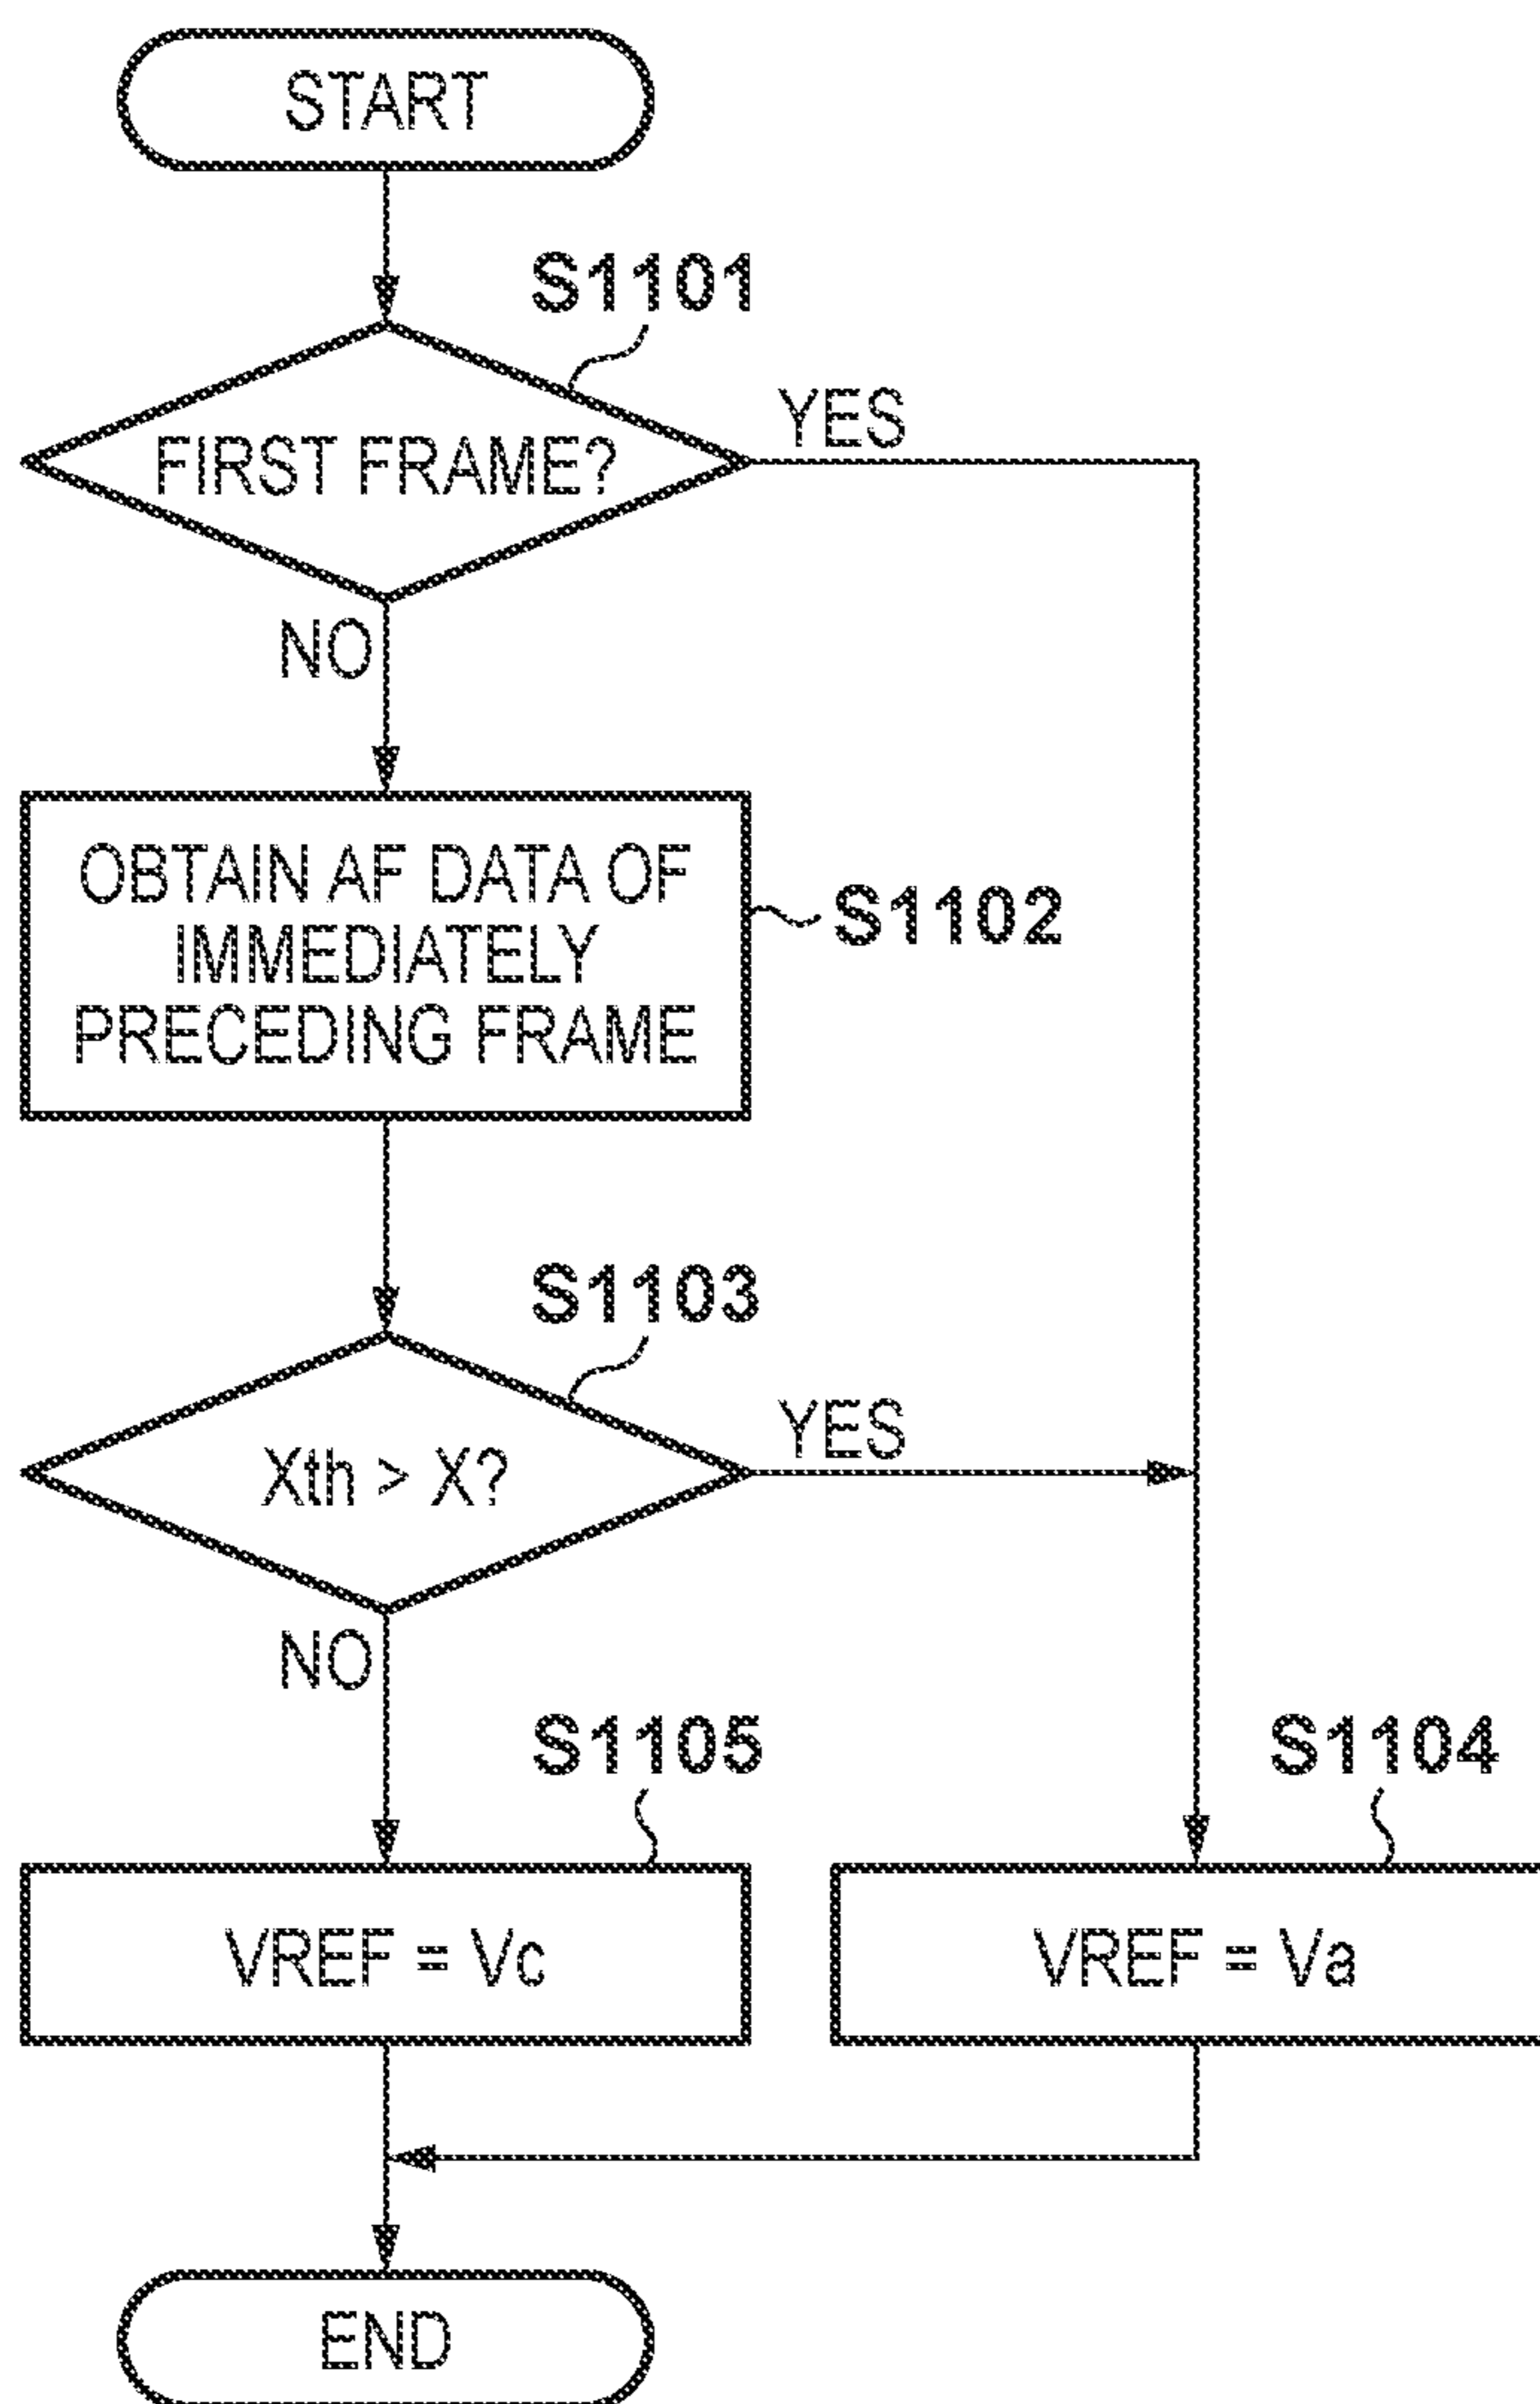 START
S1101
FIRST FRAME?
YES
NO
OBTAIN AF DATA OF
IMMEDIATELY
PRECEDING FRAME
S1102
S1103
Xth > X?
YES
NO
S1105
S1104
VREF = Vc
VREF = Va
END